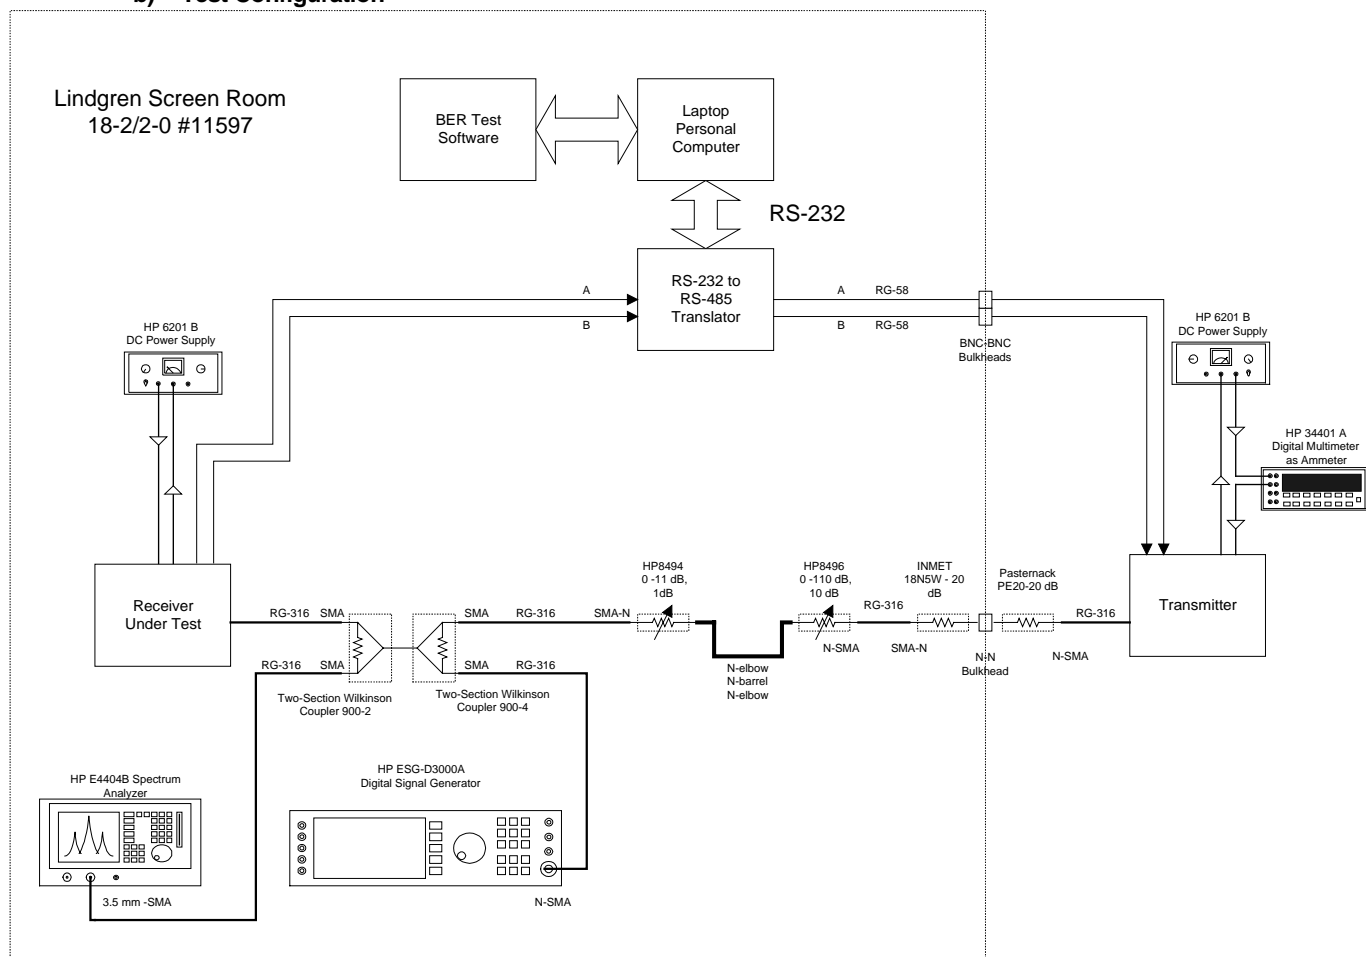 b) Test Configuration
Lindgren Screen Room
18-2/2-0 #11597
BER Test
Software
Laptop
Personal
Computer
RS-232
RS-232 to
RS-485
Translator
A
B
A RG-58
B RG-58
BNC-BNC
Bulkheads
HP 6201 B
DC Power Supply
HP 6201 B
DC Power Supply
HP 34401 A
Digital Multimeter
as Ammeter
Receiver
Under Test
RG-316 SMA
RG-316 SMA
Two-Section Wilkinson
Coupler 900-2
SMA RG-316
SMA RG-316
Two-Section Wilkinson
Coupler 900-4
SMA-N
HP8494
0 -11 dB,
1dB
N-elbow
N-barrel
N-elbow
HP8496
0 -110 dB,
10 dB
N-SMA
RG-316
SMA-N
INMET
18N5W - 20
dB
N-N
Bulkhead
Pasternack
PE20-20 dB
N-SMA
RG-316
Transmitter
HP E4404B Spectrum
Analyzer
3.5 mm -SMA
HP ESG-D3000A
Digital Signal Generator
N-SMA